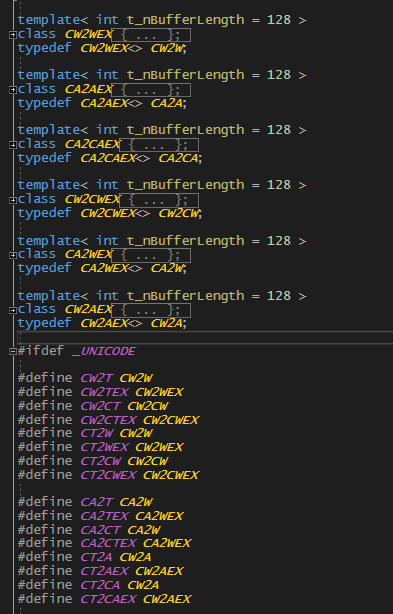 template< int t_nBufferLength = 128 >
class CW2WEX { ... };
typedef CW2WEX<> CW2W;
template< int t_nBufferLength = 128 >
class CA2AEX { ... };
typedef CA2AEX<> CA2A;
template< int t_nBufferLength = 128 >
class CA2CAEX { ... };
typedef CA2CAEX<> CA2CA;
template< int t_nBufferLength = 128 >
class CW2CWEX { ... };
typedef CW2CWEX<> CW2CW;
template< int t_nBufferLength = 128 >
class CA2WEX { ... };
typedef CA2WEX<> CA2W;
template< int t_nBufferLength = 128 >
class CW2AEX { ... };
typedef CW2AEX<> CW2A;
#ifdef _UNICODE
#define CW2T CW2W
#define CW2TEX CW2WEX
#define CW2CT CW2CW
#define CW2CTEX CW2CWEX
#define CT2W CW2W
#define CT2WEX CW2WEX
#define CT2CW CW2CW
#define CT2CWEX CW2CWEX
#define CA2T CA2W
#define CA2TEX CA2WEX
#define CA2CT CA2W
#define CA2CTEX CA2WEX
#define CT2A CW2A
#define CT2AEX CW2AEX
#define CT2CA CW2A
#define CT2CAEX CW2AEX